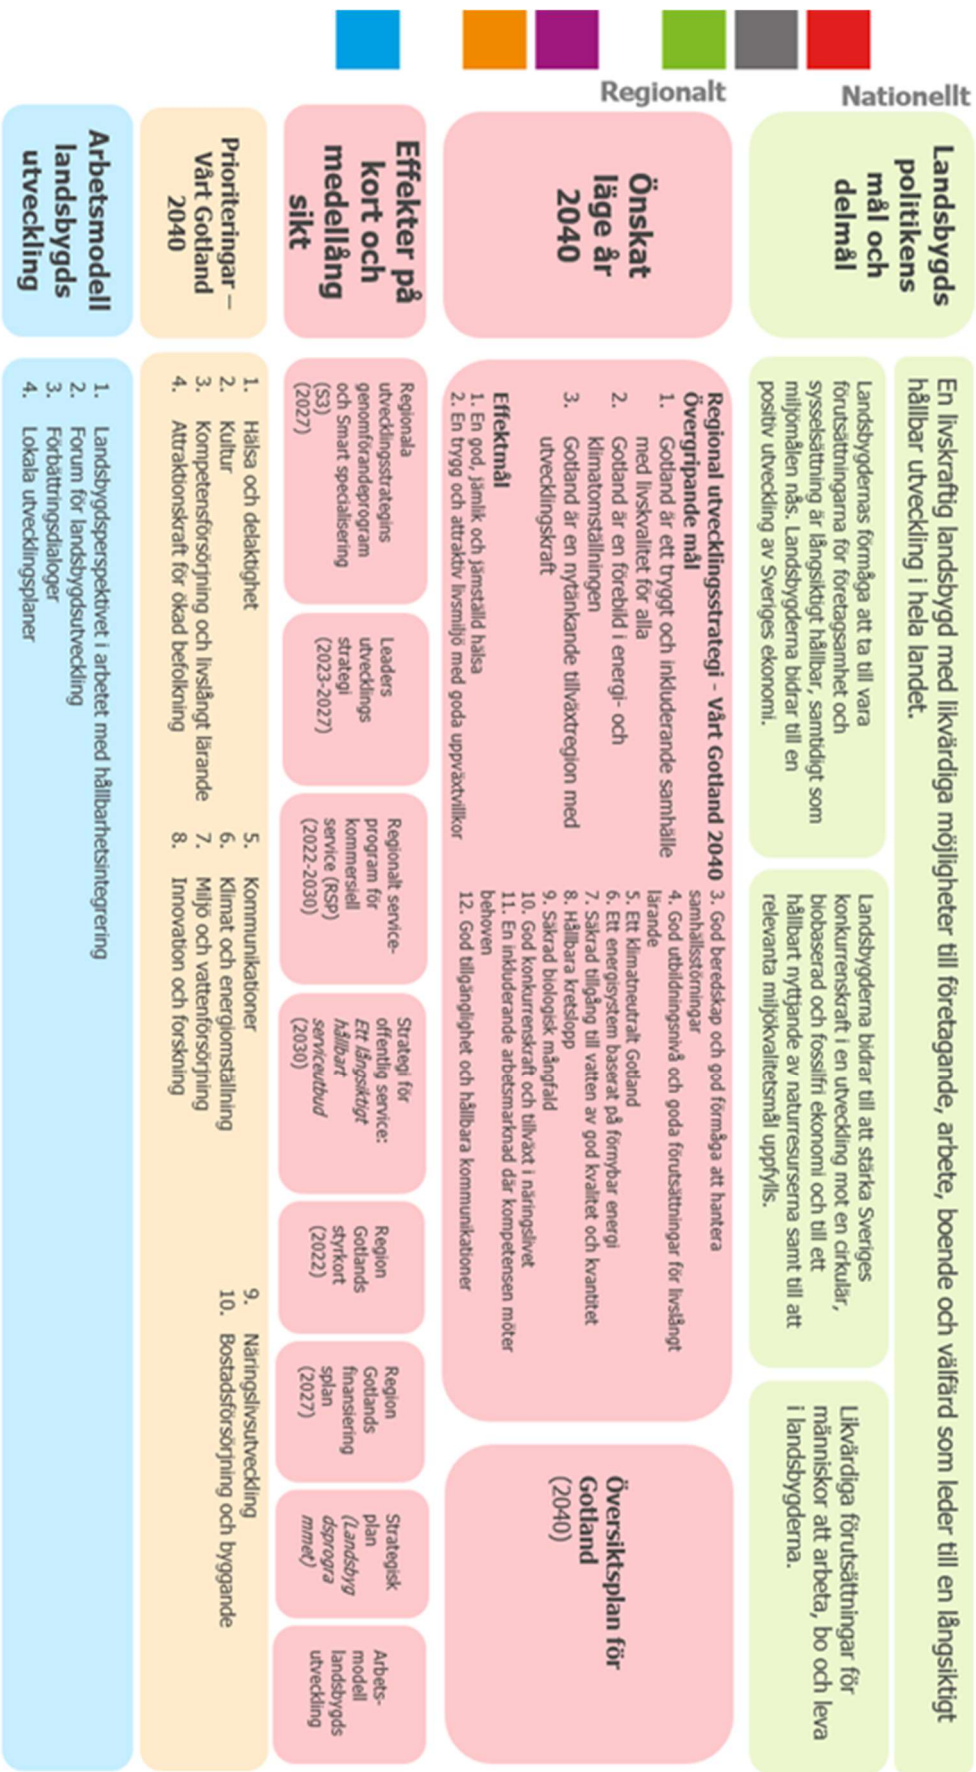 Nationellt
Landsbygds
politikens
mål och
delmål
En livskraftig landsbygd med likvärdiga möjligheter till företagande, arbete, boende och välfärd som leder till en långsiktigt
hållbar utveckling i hela landet.
Landsbygdernas förmåga att ta till vara
förutsättningarna för företagsamhet och
sysselsättning är långsiktigt hållbar, samtidigt som
miljömålen nås. Landsbygderna bidrar till en
positiv utveckling av Sveriges ekonomi.
Landsbygderna bidrar till att stärka Sveriges
konkurrenskraft i en utveckling mot en cirkulär,
biobaserad och fossilfri ekonomi och till ett
hållbart nyttjande av naturresurserna samt till att
relevanta miljökvalitetsmål uppfylls.
Likvärdiga förutsättningar för
människor att arbeta, bo och leva
i landsbygderna.
Regionalt
Önskat
läge år
2040
Regional utvecklingsstrategi - Vårt Gotland 2040
Övergripande mål
1. Gotland är ett tryggt och inkluderande samhälle
med livskvalitet för alla
2. Gotland är en förebild i energi- och
klimatomställningen
3. Gotland är en nytänkande tillväxtregion med
utvecklingskraft
Effektmål
1. En god, jämlik och jämställd hälsa
2. En trygg och attraktiv livsmiljö med goda uppväxtvillkor
3. God beredskap och god förmåga att hantera
samhällsstörningar
4. God utbildningsnivå och goda förutsättningar för livslångt
lärande
5. Ett klimatneutralt Gotland
6. Ett energisystem baserat på förnybar energi
7. Säkrad tillgång till vatten av god kvalitet och kvantitet
8. Hållbara kretslopp
9. Säkrad biologisk mångfald
10. God konkurrenskraft och tillväxt i näringslivet
11. En inkluderande arbetsmarknad där kompetensen möter
behoven
12. God tillgänglighet och hållbara kommunikationer
Översiktsplan för
Gotland
(2040)
Effekter på
kort och
medellång
sikt
Regionala
utvecklingsstrategins
genomförandeprogram
och Smart specialisering
(S3)
(2027)
Leaders
utvecklings
strategi
(2023-2027)
Regionalt service-
program för
kommersiell
service (RSP)
(2022-2030)
Strategi för
offentlig service:
Ett långsiktigt
hållbart
serviceutbud
(2030)
Region
Gotlands
styrkort
(2022)
Region
Gotlands
finansiering
splan
(2027)
Strategisk
plan
(Landsbyg
dsprogra
mmet)
Arbets-
modell
landsbygds
utveckling
Prioriteringar –
Vårt Gotland
2040
1. Hälsa och delaktighet
2. Kultur
3. Kompetensförsörjning och livslångt lärande
4. Attraktionskraft för ökad befolkning
5. Kommunikationer
6. Klimat och energiomställning
7. Miljö och vattenförsörjning
8. Innovation och forskning
9. Näringslivsutveckling
10. Bostadsförsörjning och byggande
Arbetsmodell
landsbygds
utveckling
1. Landsbygdsperspektivet i arbetet med hållbarhetsintegrering
2. Forum för landsbygdsutveckling
3. Förbättringsdialoger
4. Lokala utvecklingsplaner